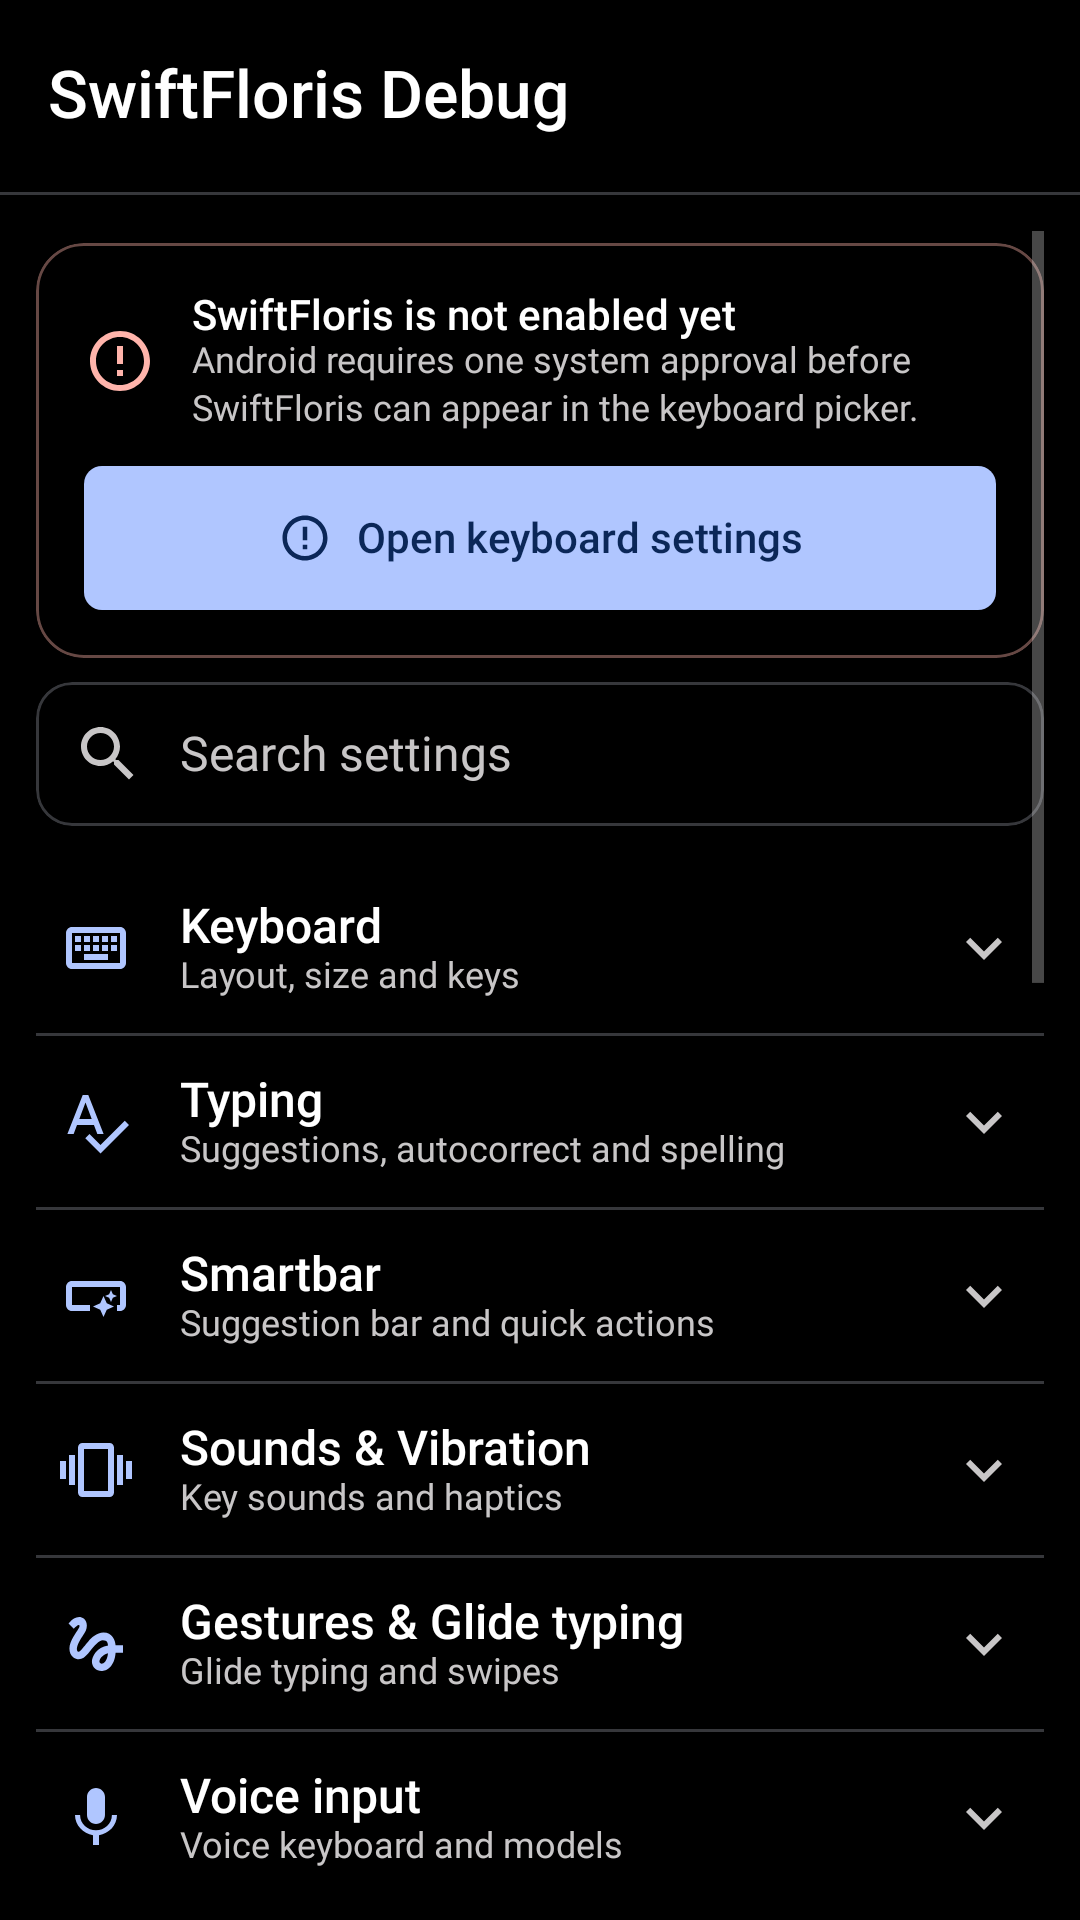 SwiftFloris Debug
SwiftFloris is not enabled yet
Android requires one system approval before
SwiftFloris can appear in the keyboard picker.
Open keyboard settings
Search settings
Keyboard
Layout, size and keys
Typing
Suggestions, autocorrect and spelling
Smartbar
Suggestion bar and quick actions
Sounds & Vibration
Key sounds and haptics
Gestures & Glide typing
Glide typing and swipes
Voice input
Voice keyboard and models